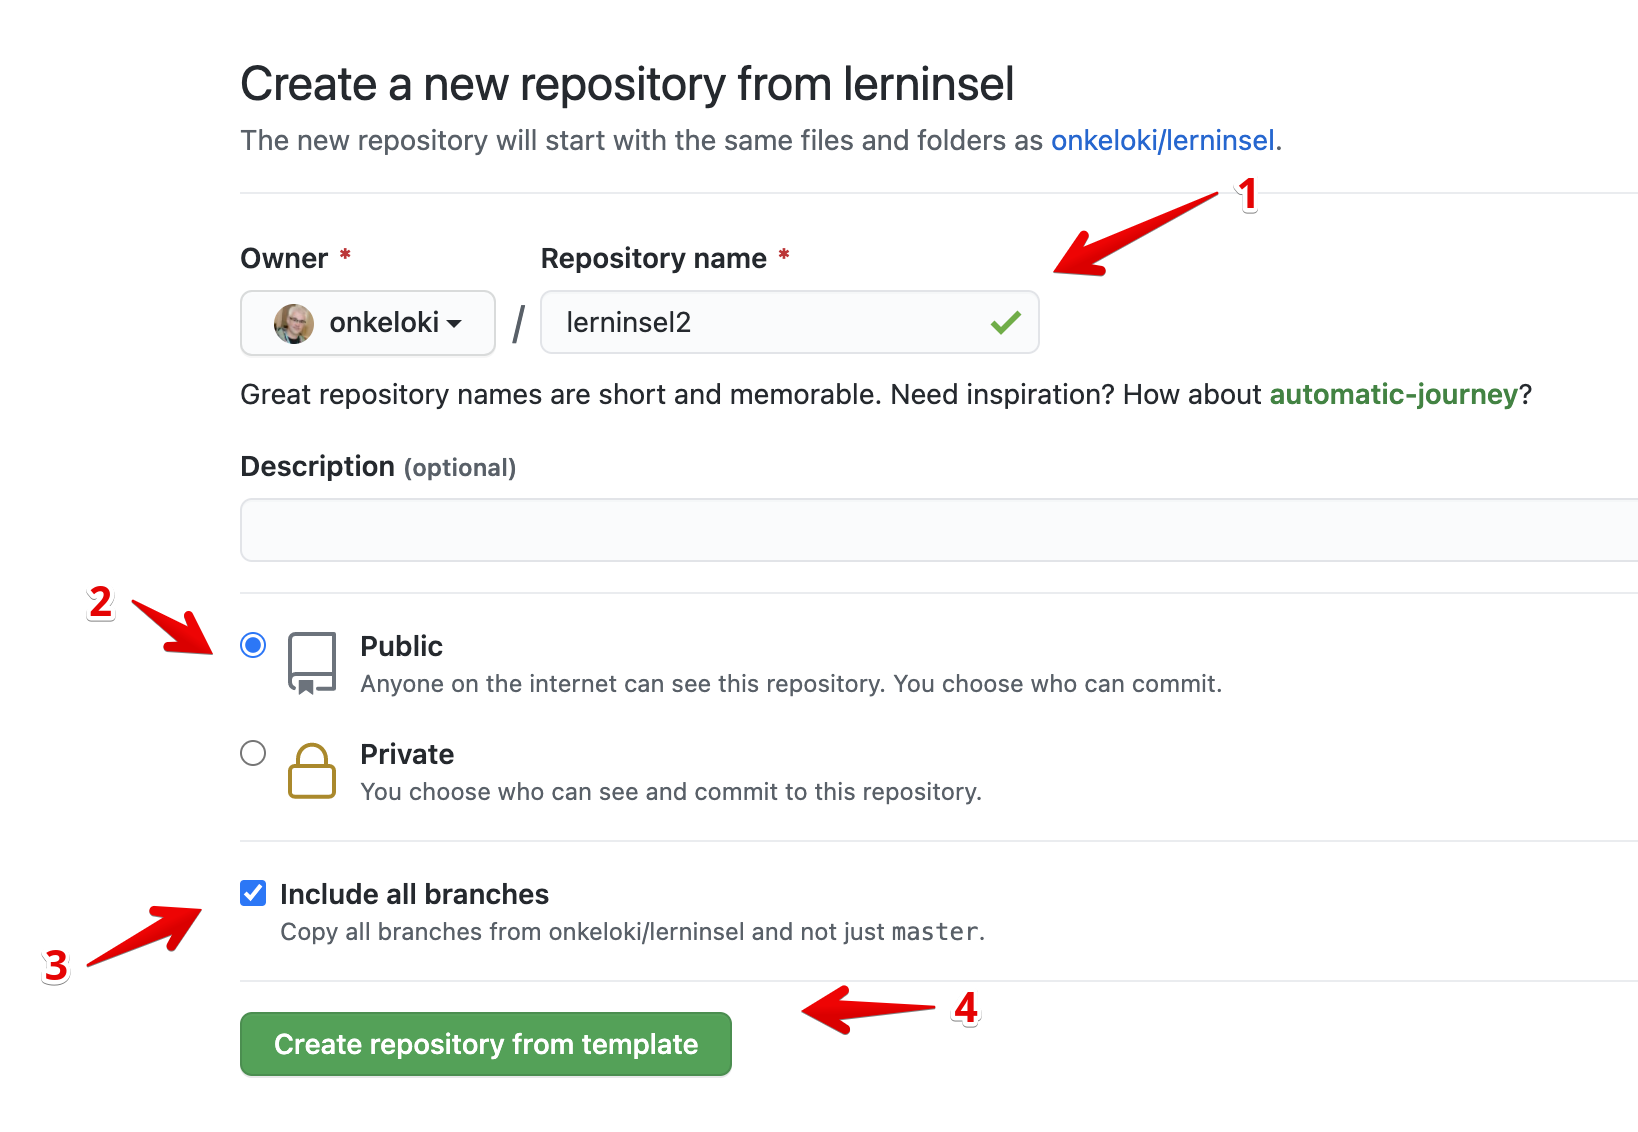 Create a new repository from lerninsel
The new repository will start with the same files and folders as onkeloki/lerninsel.
1
Owner * Repository name *
onkeloki / lerninsel2
Great repository names are short and memorable. Need inspiration? How about automatic-journey?
Description (optional)
2
Public
Anyone on the internet can see this repository. You choose who can commit.
Private
You choose who can see and commit to this repository.
Include all branches
Copy all branches from onkeloki/lerninsel and not just master.
3
4
Create repository from template